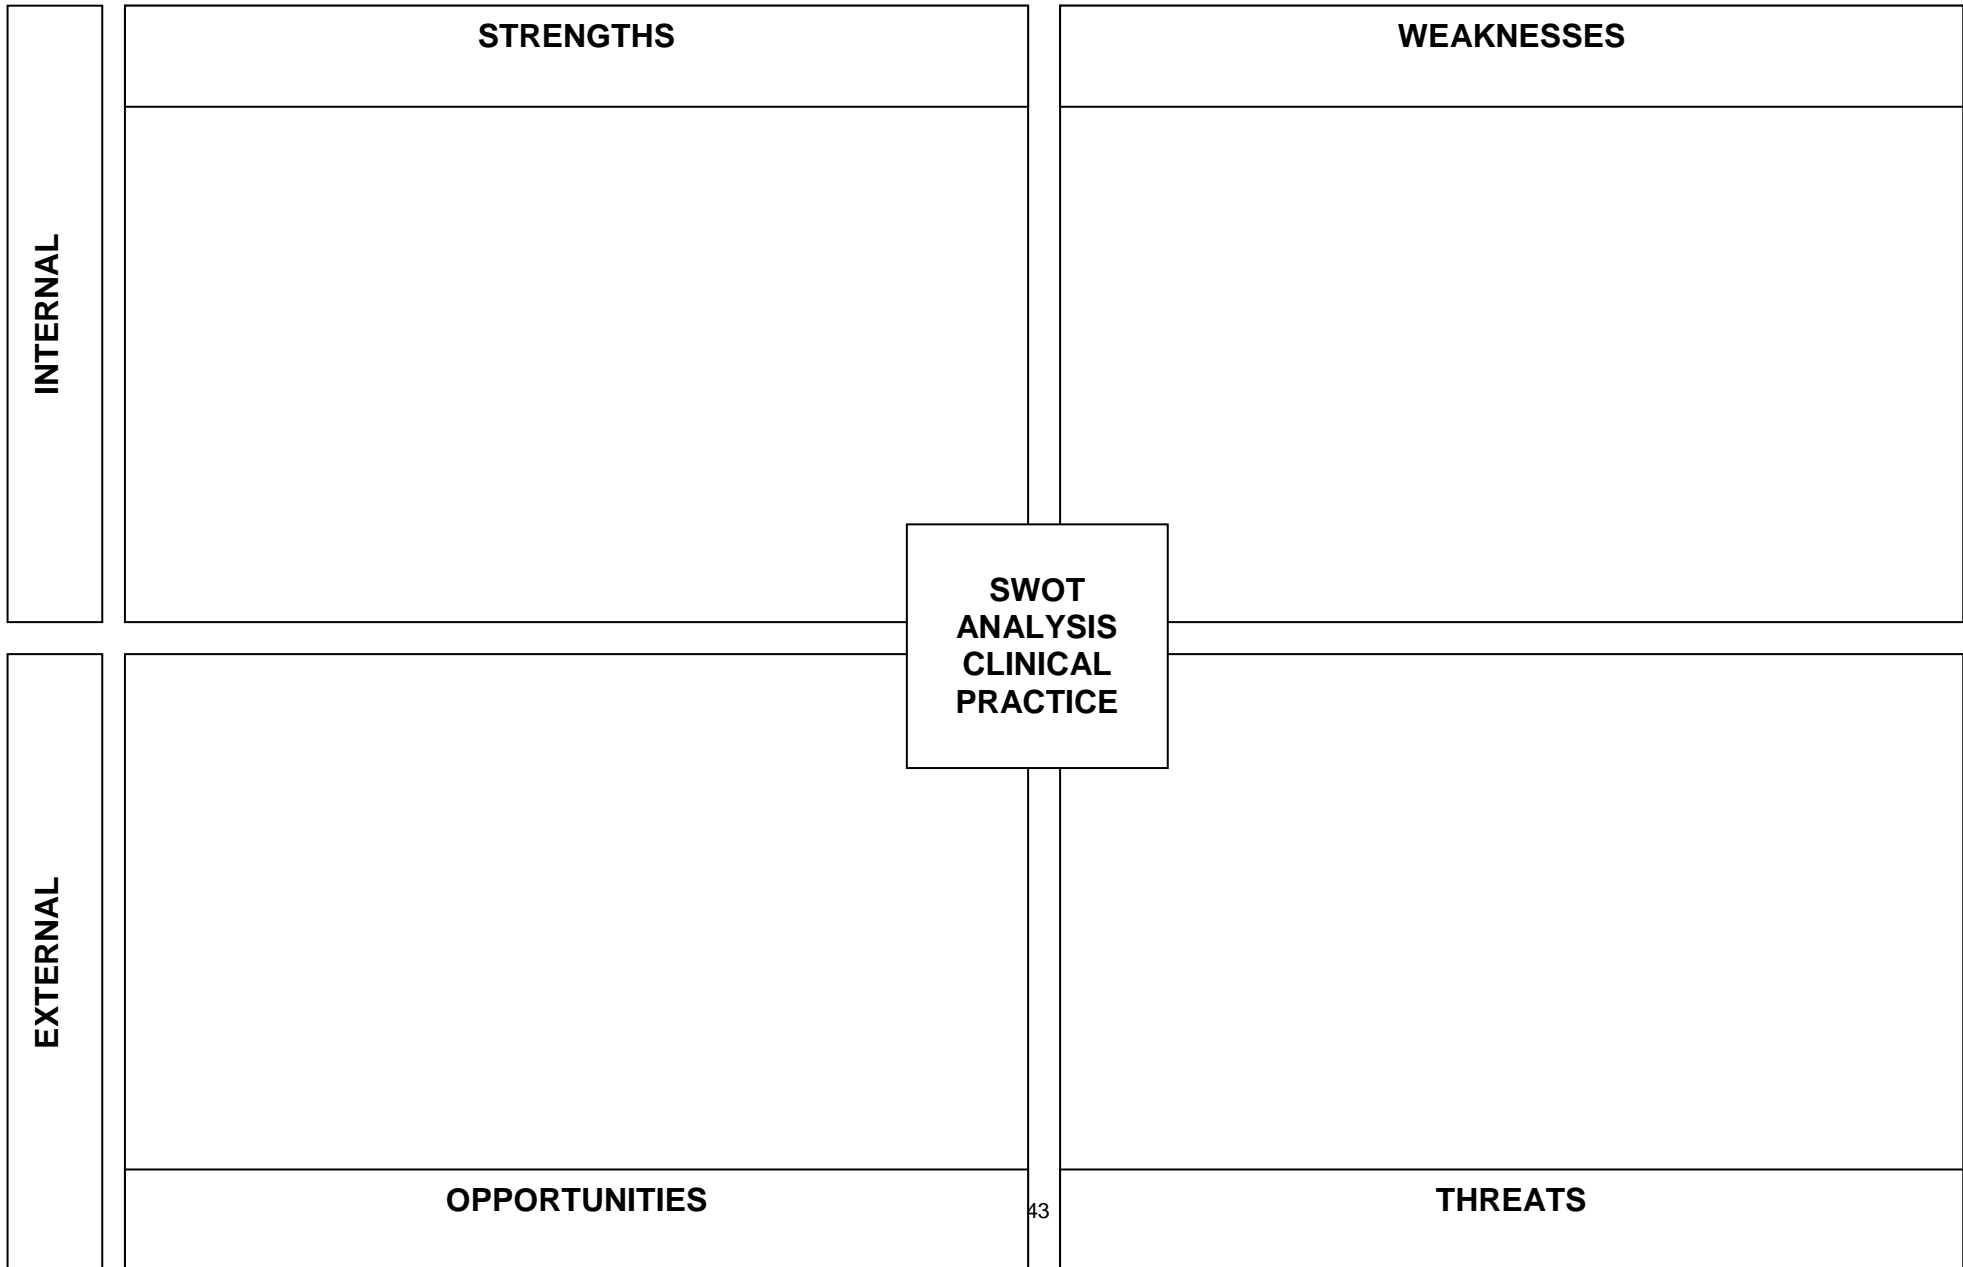 STRENGTHS
WEAKNESSES
INTERNAL
SWOT
ANALYSIS
CLINICAL
PRACTICE
EXTERNAL
OPPORTUNITIES
43
THREATS